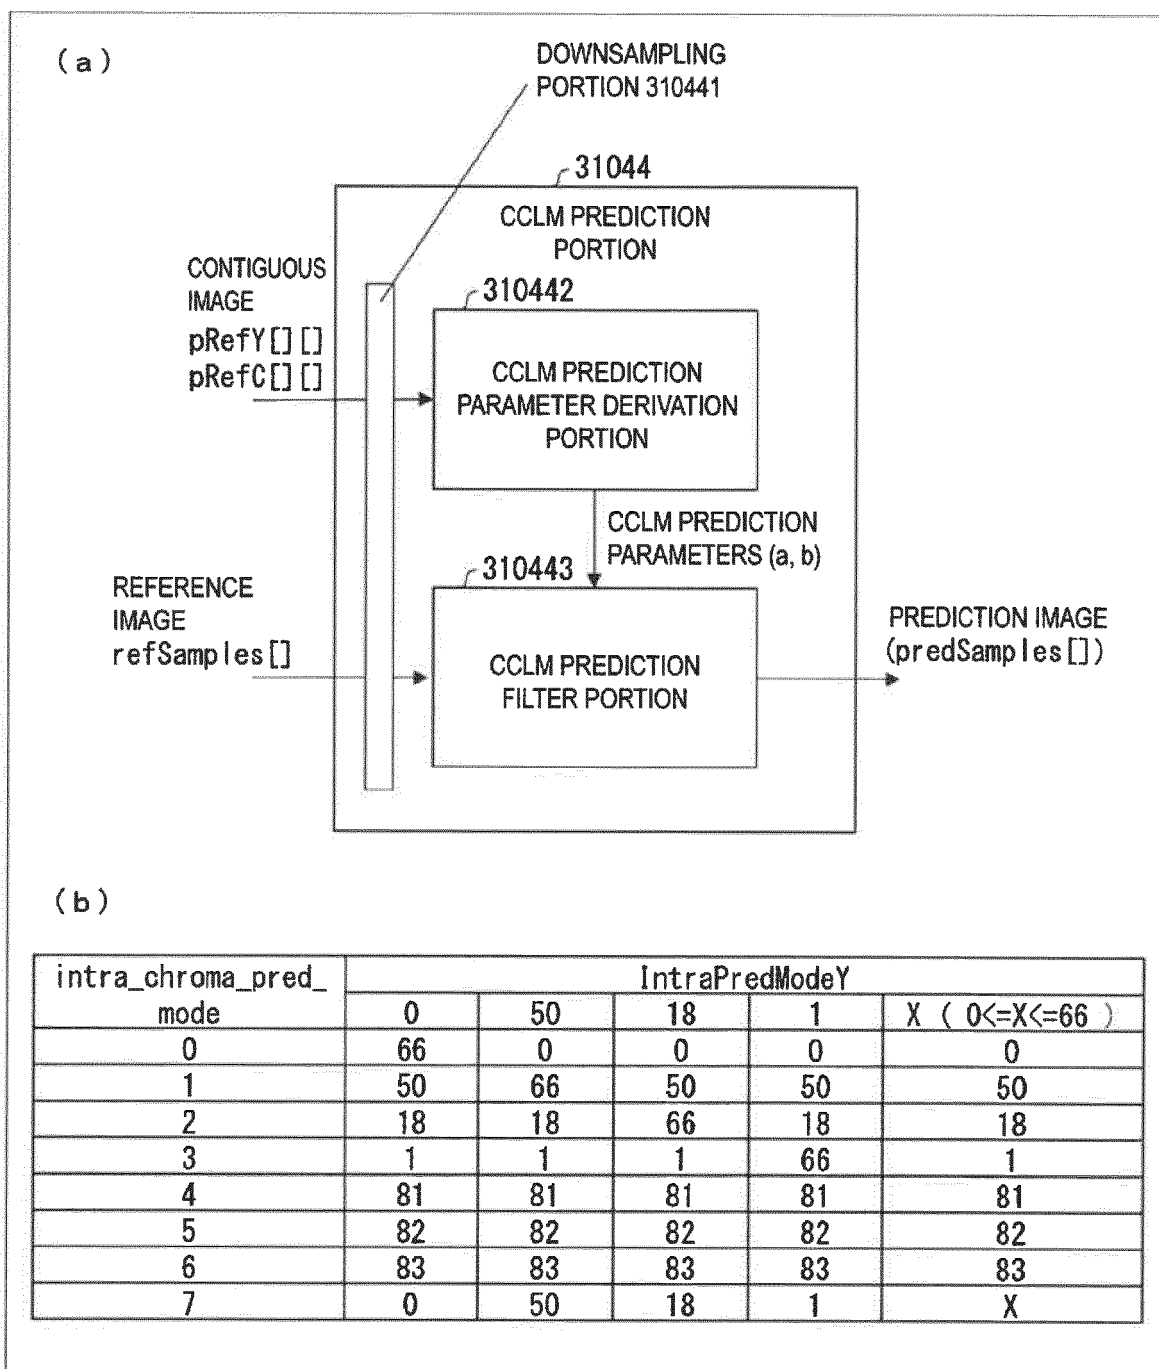 (a)
DOWNSAMPLING
PORTION 310441
31044
CCLM PREDICTION
PORTION
CONTIGUOUS
IMAGE
pRefY[][]
pRefC[][]
310442
CCLM PREDICTION
PARAMETER DERIVATION
PORTION
CCLM PREDICTION
PARAMETERS (a, b)
310443
REFERENCE
IMAGE
refSamples[]
CCLM PREDICTION
FILTER PORTION
PREDICTION IMAGE
(predSamples[])
(b)
intra_chroma_pred_
mode
IntraPredModeY
0 50 18 1 X ( 0<=X<=66 )
0 66 0 0 0 0
1 50 66 50 50 50
2 18 18 66 18 18
3 1 1 1 66 1
4 81 81 81 81 81
5 82 82 82 82 82
6 83 83 83 83 83
7 0 50 18 1 X